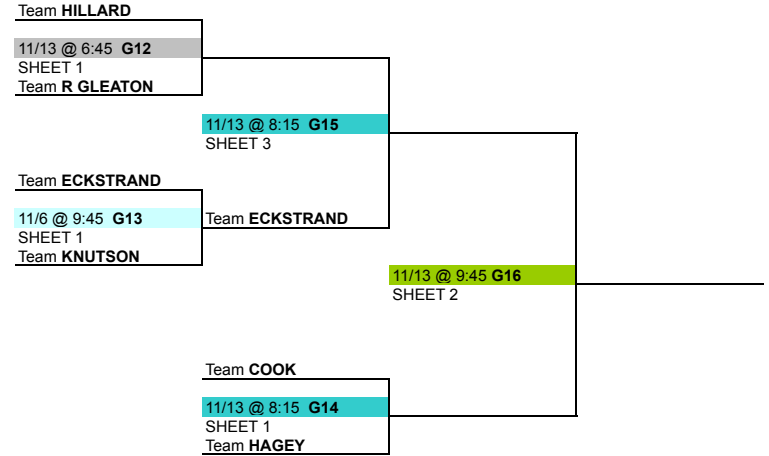 Team HILLARD
11/13 @ 6:45 G12
SHEET 1
Team R GLEATON
11/13 @ 8:15 G15
SHEET 3
Team ECKSTRAND
11/6 @ 9:45 G13
Team ECKSTRAND
SHEET 1
Team KNUTSON
11/13 @ 9:45 G16
SHEET 2
Team COOK
11/13 @ 8:15 G14
SHEET 1
Team HAGEY